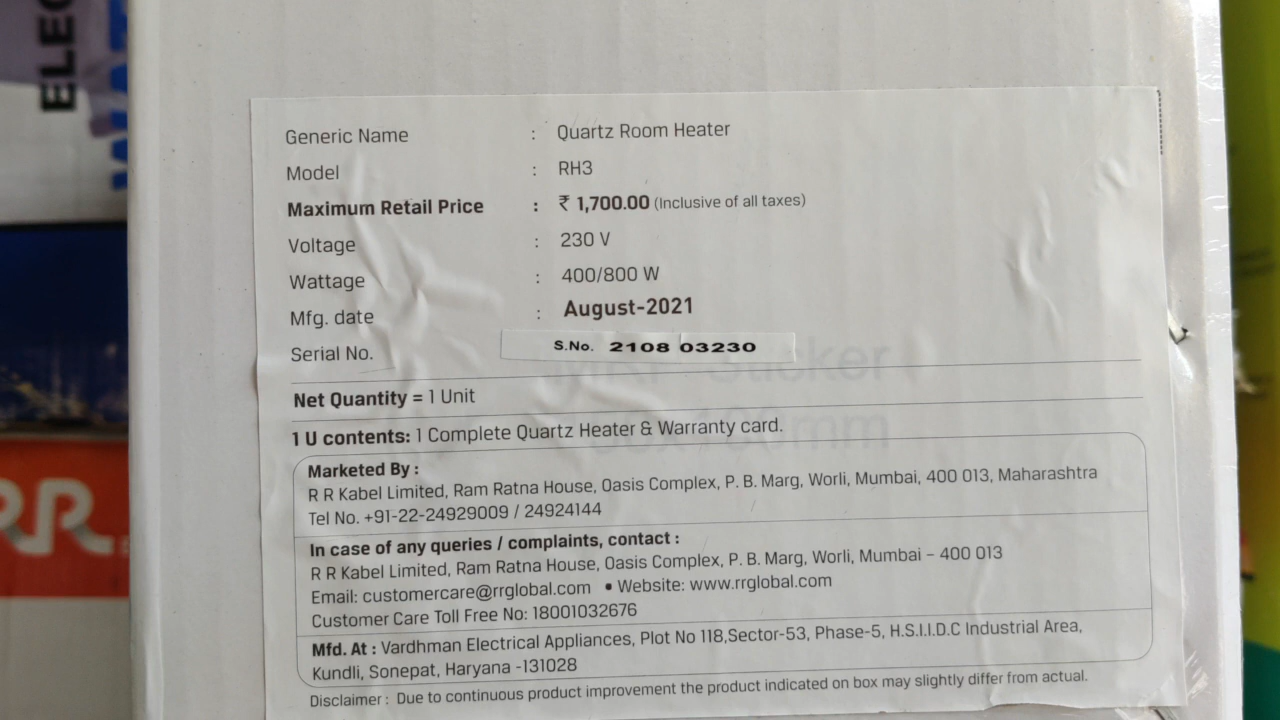 ELEC
WAT
RR
Generic Name : Quartz Room Heater
Model : RH3
Maximum Retail Price : ₹ 1,700.00 (Inclusive of all taxes)
Voltage : 230 V
Wattage : 400/800 W
Mfg. date : August-2021
Serial No. S.No. 2108 03230
Net Quantity = 1 Unit
1 U contents: 1 Complete Quartz Heater & Warranty card.
Marketed By :
R R Kabel Limited, Ram Ratna House, Oasis Complex, P. B. Marg, Worli, Mumbai, 400 013, Maharashtra
Tel No. +91-22-24929009 / 24924144
In case of any queries / complaints, contact :
R R Kabel Limited, Ram Ratna House, Oasis Complex, P. B. Marg, Worli, Mumbai – 400 013
Email: customercare@rrglobal.com • Website: www.rrglobal.com
Customer Care Toll Free No: 18001032676
Mfd. At : Vardhman Electrical Appliances, Plot No 118,Sector-53, Phase-5, H.S.I.I.D.C Industrial Area,
Kundli, Sonepat, Haryana -131028
Disclaimer : Due to continuous product improvement the product indicated on box may slightly differ from actual.